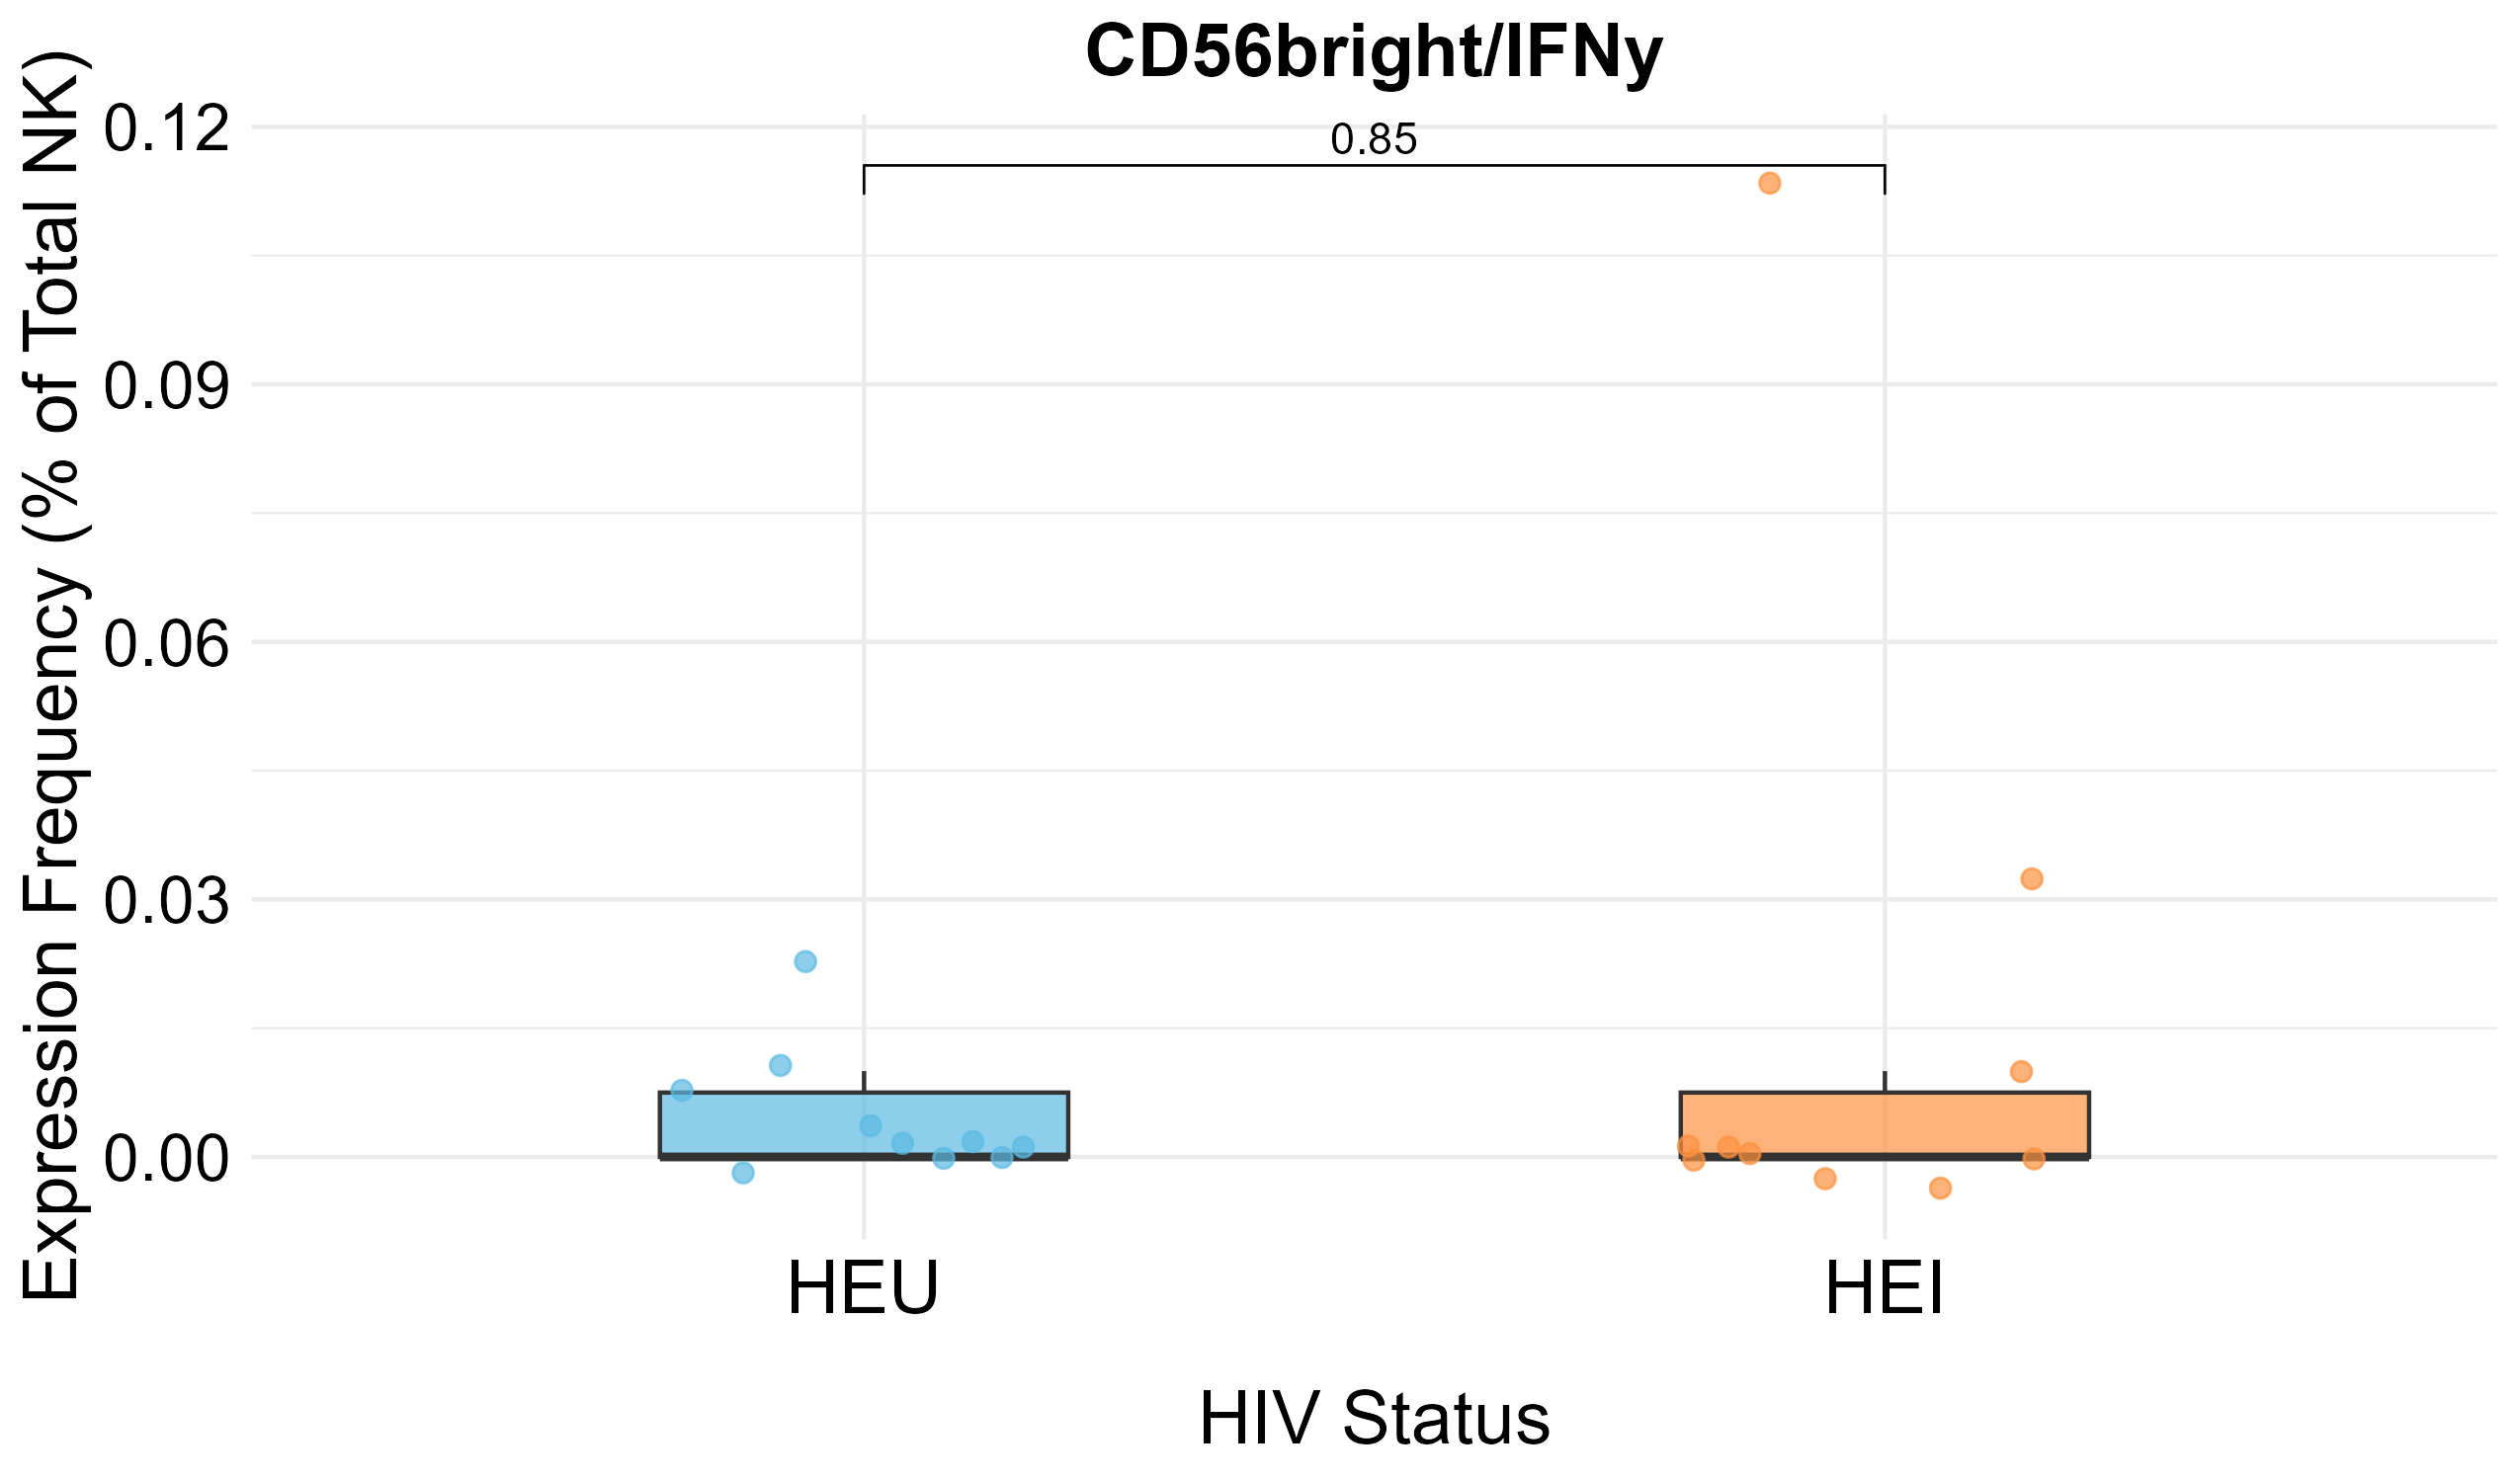 CD56bright/IFNy
Expression Frequency (% of Total NK)
0.12
0.09
0.06
0.03
0.00
0.85
HEU
HEI
HIV Status